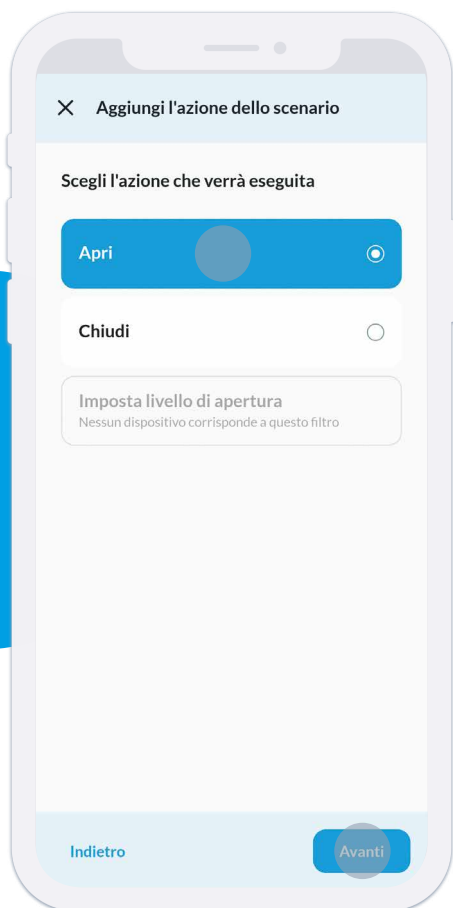 Aggiungi l'azione dello scenario
Scegli l'azione che verrà eseguita
Apri
Chiudi
Imposta livello di apertura
Nessun dispositivo corrisponde a questo filtro
Indietro
Avanti